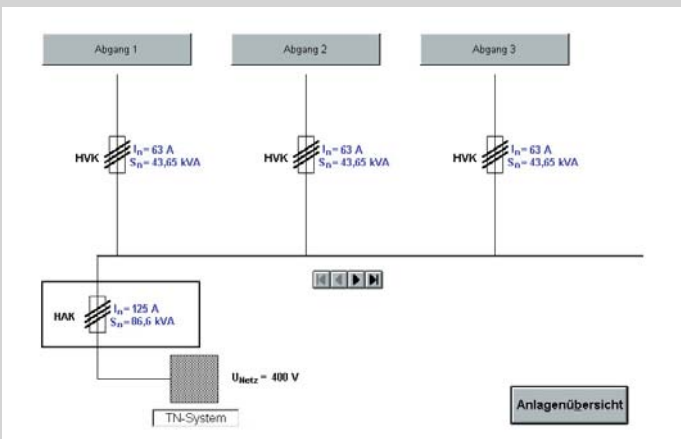 Abgang 1
Abgang 2
Abgang 3
HVK
In= 63 A
Sn= 43,65 kVA
HVK
In= 63 A
Sn= 43,65 kVA
HVK
In= 63 A
Sn= 43,65 kVA
HAK
In= 125 A
Sn= 86,6 kVA
UNetz = 400 V
TN-System
Anlagenübersicht